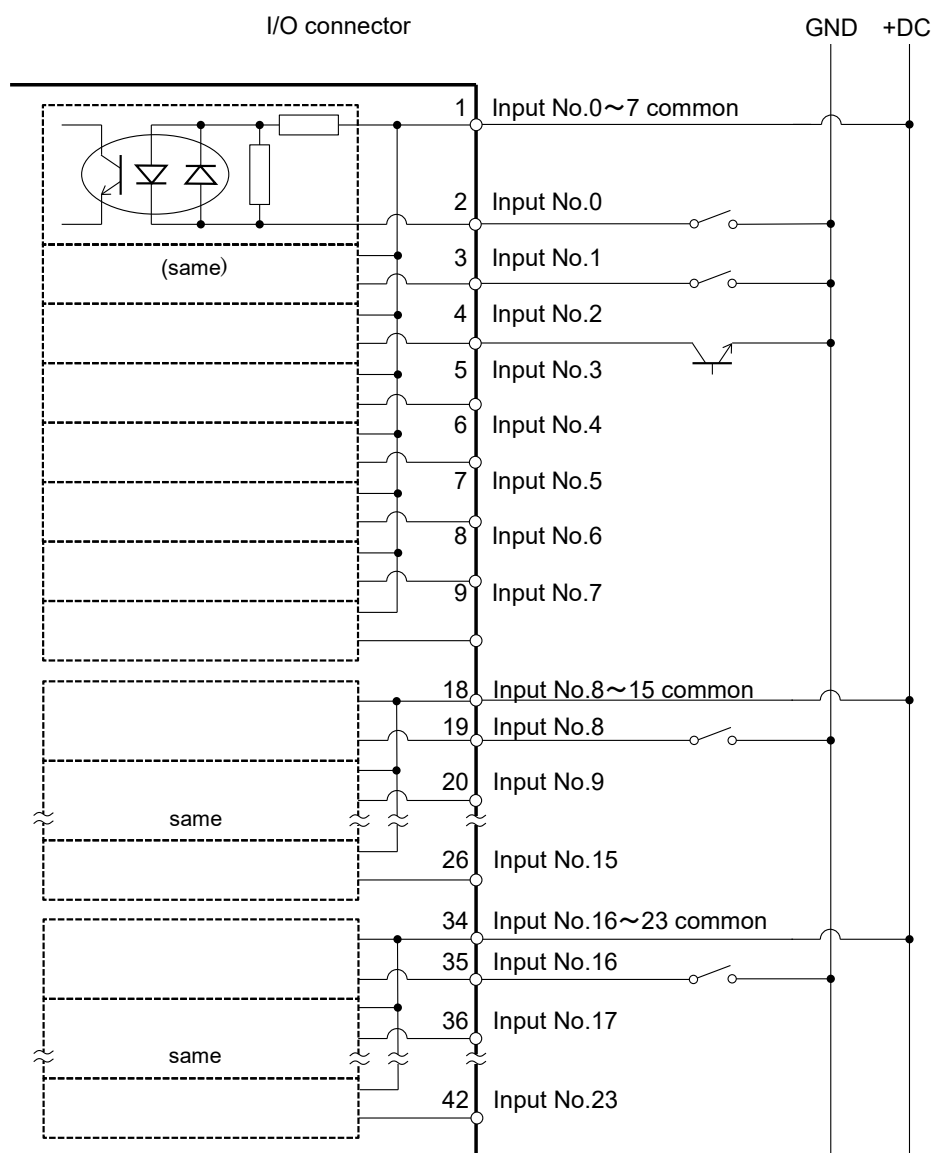 I/O connector GND +DC
1 Input No.0～7 common
2 Input No.0
(same)
3 Input No.1
4 Input No.2
5 Input No.3
6 Input No.4
7 Input No.5
8 Input No.6
9 Input No.7
18 Input No.8～15 common
19 Input No.8
20 Input No.9
same
26 Input No.15
34 Input No.16～23 common
35 Input No.16
36 Input No.17
same
42 Input No.23